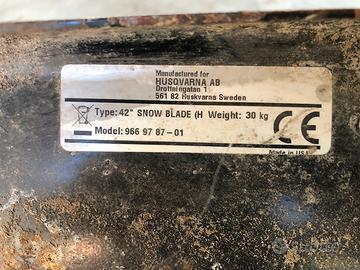 Manufactured for
HUSQVARNA AB
Drottningatan 1
561 82 Huskvarna Sweden
Type: 42" SNOW BLADE (H Weight: 30 kg
CE
Model: 966 97 87-01
Made in USA